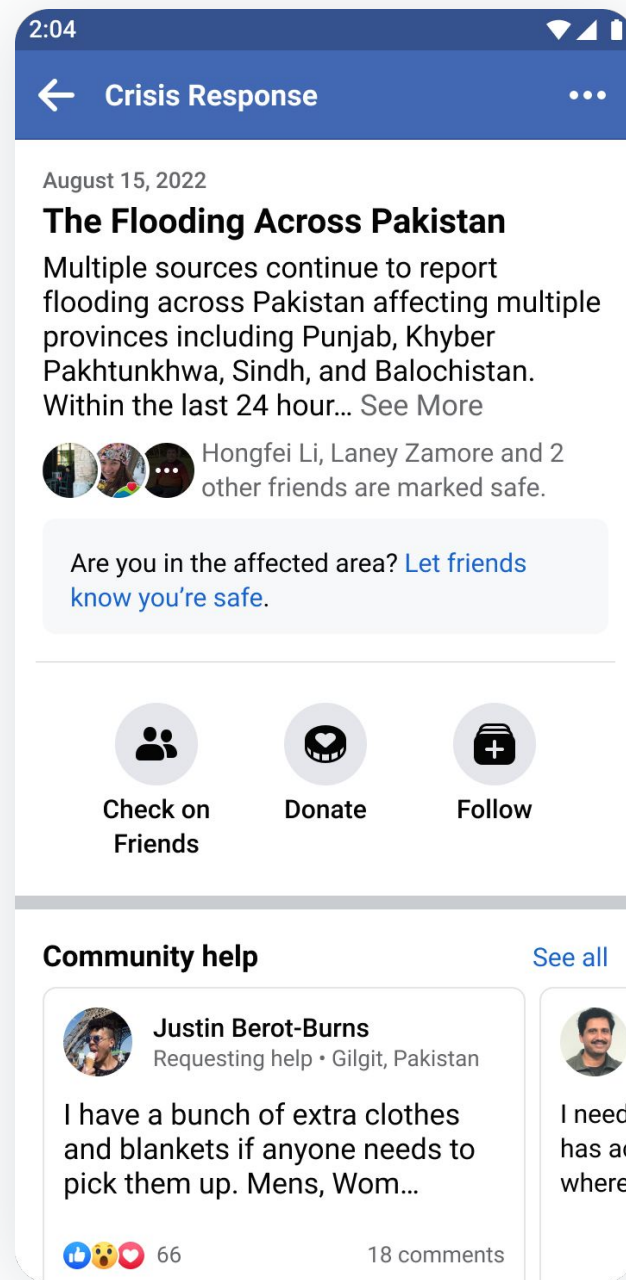 2:04
Crisis Response
August 15, 2022
The Flooding Across Pakistan
Multiple sources continue to report
flooding across Pakistan affecting multiple
provinces including Punjab, Khyber
Pakhtunkhwa, Sindh, and Balochistan.
Within the last 24 hour... See More
Hongfei Li, Laney Zamore and 2
other friends are marked safe.
Are you in the affected area? Let friends
know you’re safe.
Check on
Friends
Donate
Follow
Community help
See all
Justin Berot-Burns
Requesting help • Gilgit, Pakistan
I have a bunch of extra clothes
and blankets if anyone needs to
pick them up. Mens, Wom...
66
18 comments
I need
has a
where